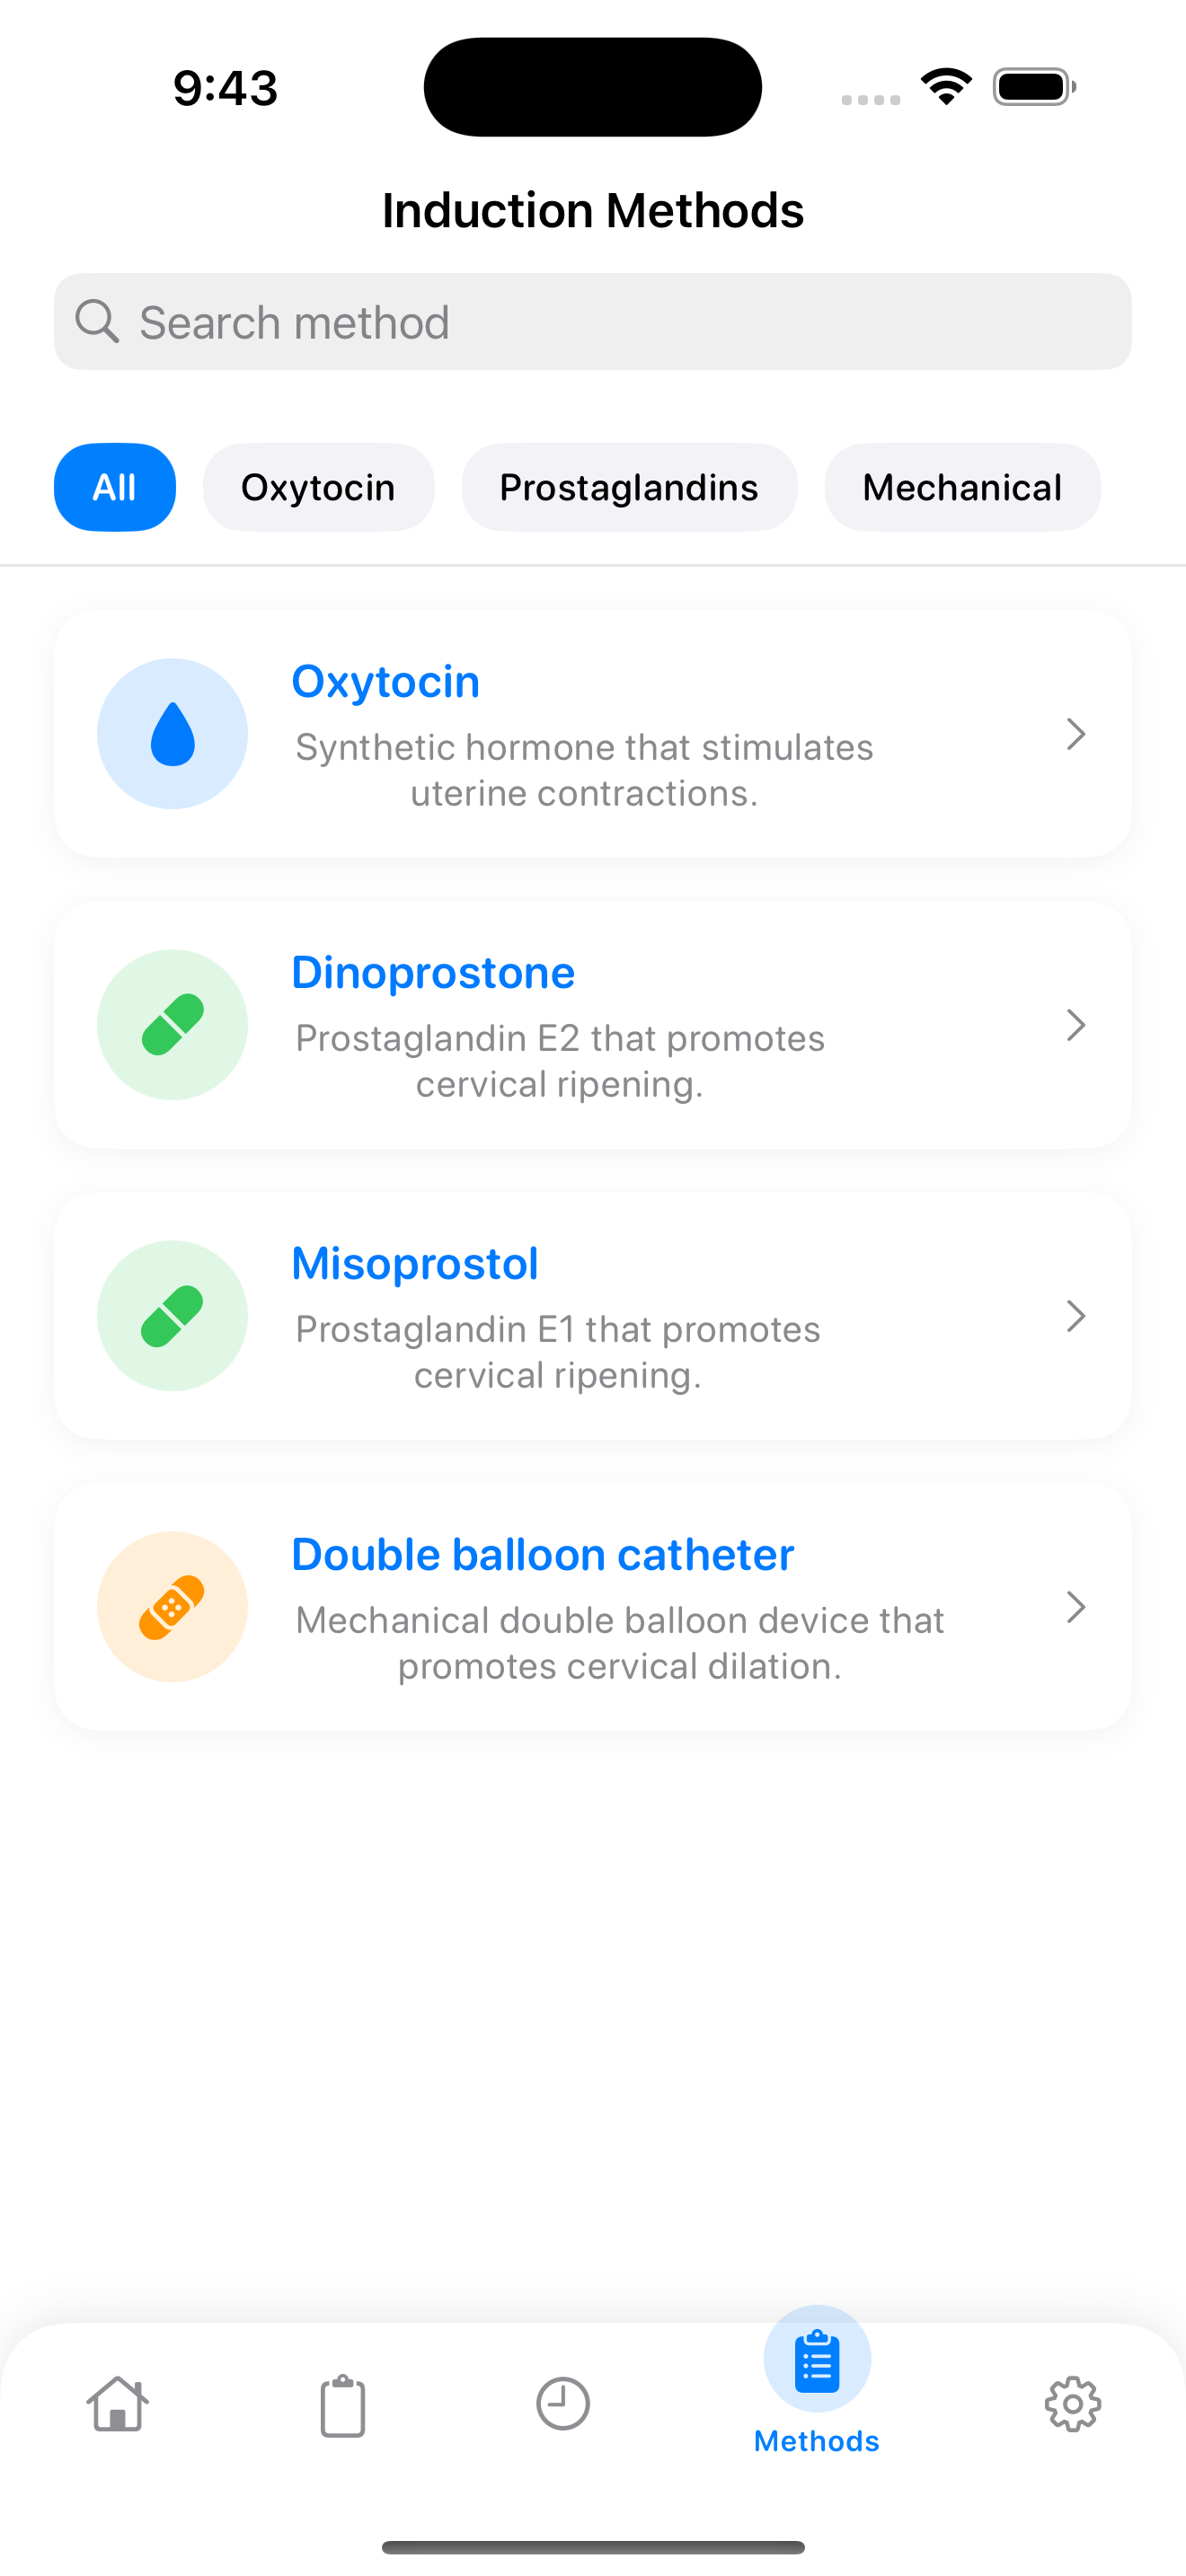 9:43
Induction Methods
Search method
All
Oxytocin
Prostaglandins
Mechanical
Oxytocin
Synthetic hormone that stimulates
uterine contractions.
Dinoprostone
Prostaglandin E2 that promotes
cervical ripening.
Misoprostol
Prostaglandin E1 that promotes
cervical ripening.
Double balloon catheter
Mechanical double balloon device that
promotes cervical dilation.
Methods